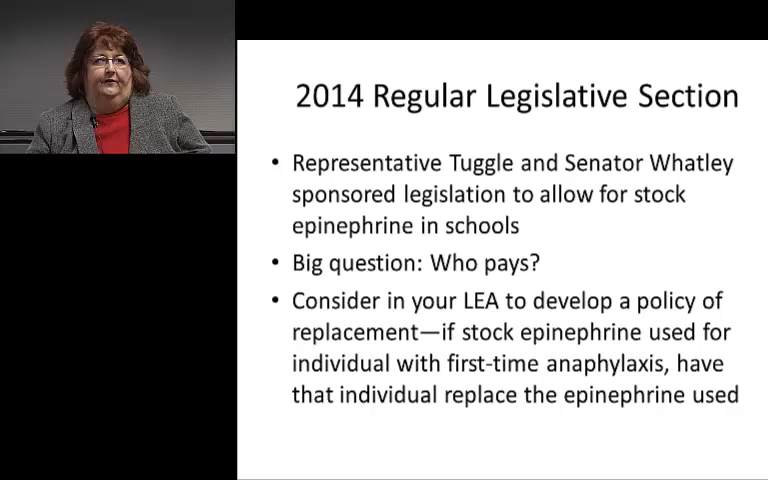 2014 Regular Legislative Section
• Representative Tuggle and Senator Whatley
sponsored legislation to allow for stock
epinephrine in schools
• Big question: Who pays?
• Consider in your LEA to develop a policy of
replacement—if stock epinephrine used for
individual with first-time anaphylaxis, have
that individual replace the epinephrine used